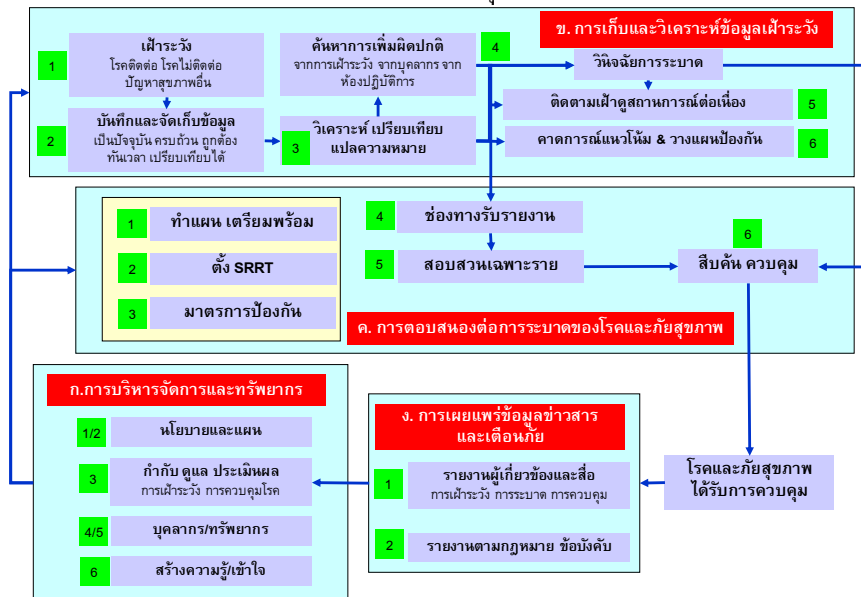 ข. การเก็บและวิเคราะห์ข้อมูลเฝ้าระวัง
1
เฝ้าระวัง
โรคติดต่อ โรคไม่ติดต่อ
ปัญหาสุขภาพอื่น
2
บันทึกและจัดเก็บข้อมูล
เป็นปัจจุบัน ครบถ้วน ถูกต้อง
ทันเวลา เปรียบเทียบได้
ค้นหาการเพิ่มผิดปกติ
จากการเฝ้าระวัง จากบุคลากร จาก
ห้องปฏิบัติการ
4
3
วิเคราะห์ เปรียบเทียบ
แปลความหมาย
วินิจฉัยการระบาด
ติดตามเฝ้าดูสถานการณ์ต่อเนื่อง
5
คาดการณ์แนวโน้ม & วางแผนป้องกัน
6
1
ทำแผน เตรียมพร้อม
2
ตั้ง SRRT
3
มาตรการป้องกัน
4
ช่องทางรับรายงาน
5
สอบสวนเฉพาะราย
6
สืบค้น ควบคุม
ค. การตอบสนองต่อการระบาดของโรคและภัยสุขภาพ
ก.การบริหารจัดการและทรัพยากร
1/2
นโยบายและแผน
3
กำกับ ดูแล ประเมินผล
การเฝ้าระวัง การควบคุมโรค
4/5
บุคลากร/ทรัพยากร
6
สร้างความรู้/เข้าใจ
ง. การเผยแพร่ข้อมูลข่าวสาร
และเตือนภัย
1
รายงานผู้เกี่ยวข้องและสื่อ
การเฝ้าระวัง การระบาด การควบคุม
2
รายงานตามกฎหมาย ข้อบังคับ
โรคและภัยสุขภาพ
ได้รับการควบคุม